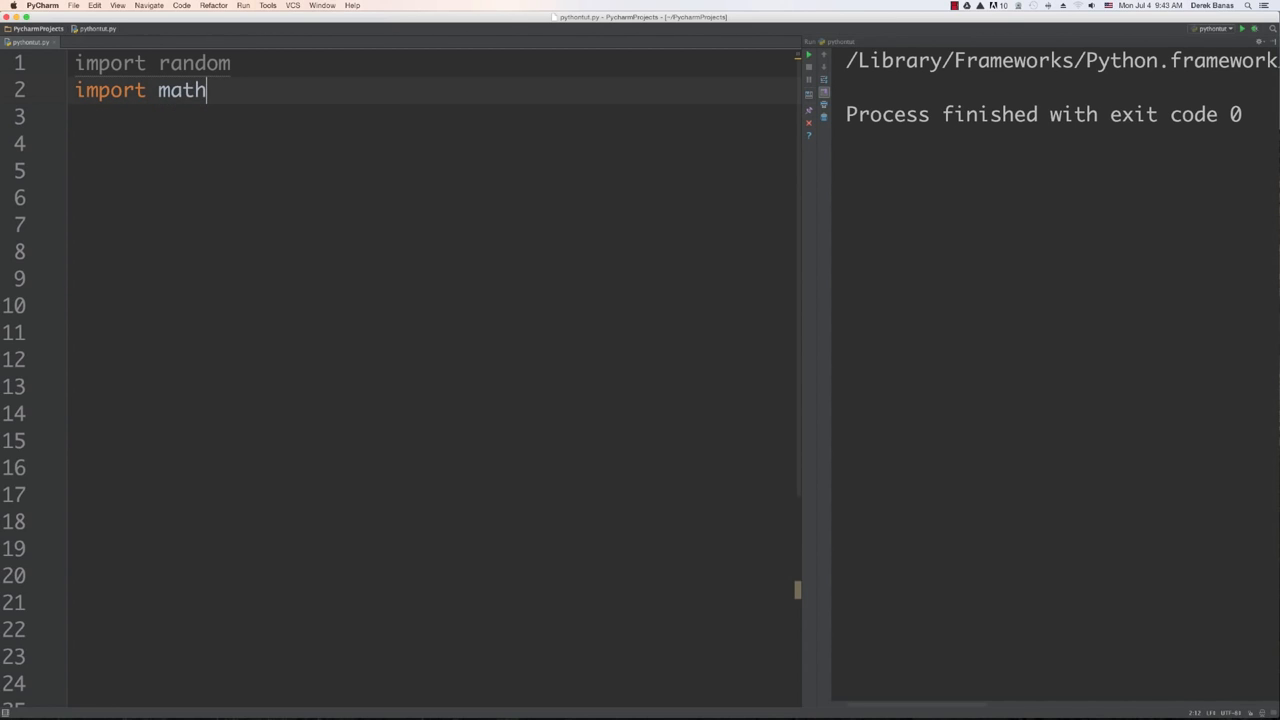 PyCharm File Edit View Navigate Code Refactor Run Tools VCS Window Help 10 Mon Jul 4 9:43 AM Derek Banas
pythontut.py - PycharmProjects - [~/PycharmProjects]
PycharmProjects pythontut.py pythontut
pythontut.py Run pythontut
1 import random
2 import math
3
4
5
6
7
8
9
10
11
12
13
14
15
16
17
18
19
20
21
22
23
24
25
/Library/Frameworks/Python.framework
Process finished with exit code 0
2:12 LF‡ UTF-8‡